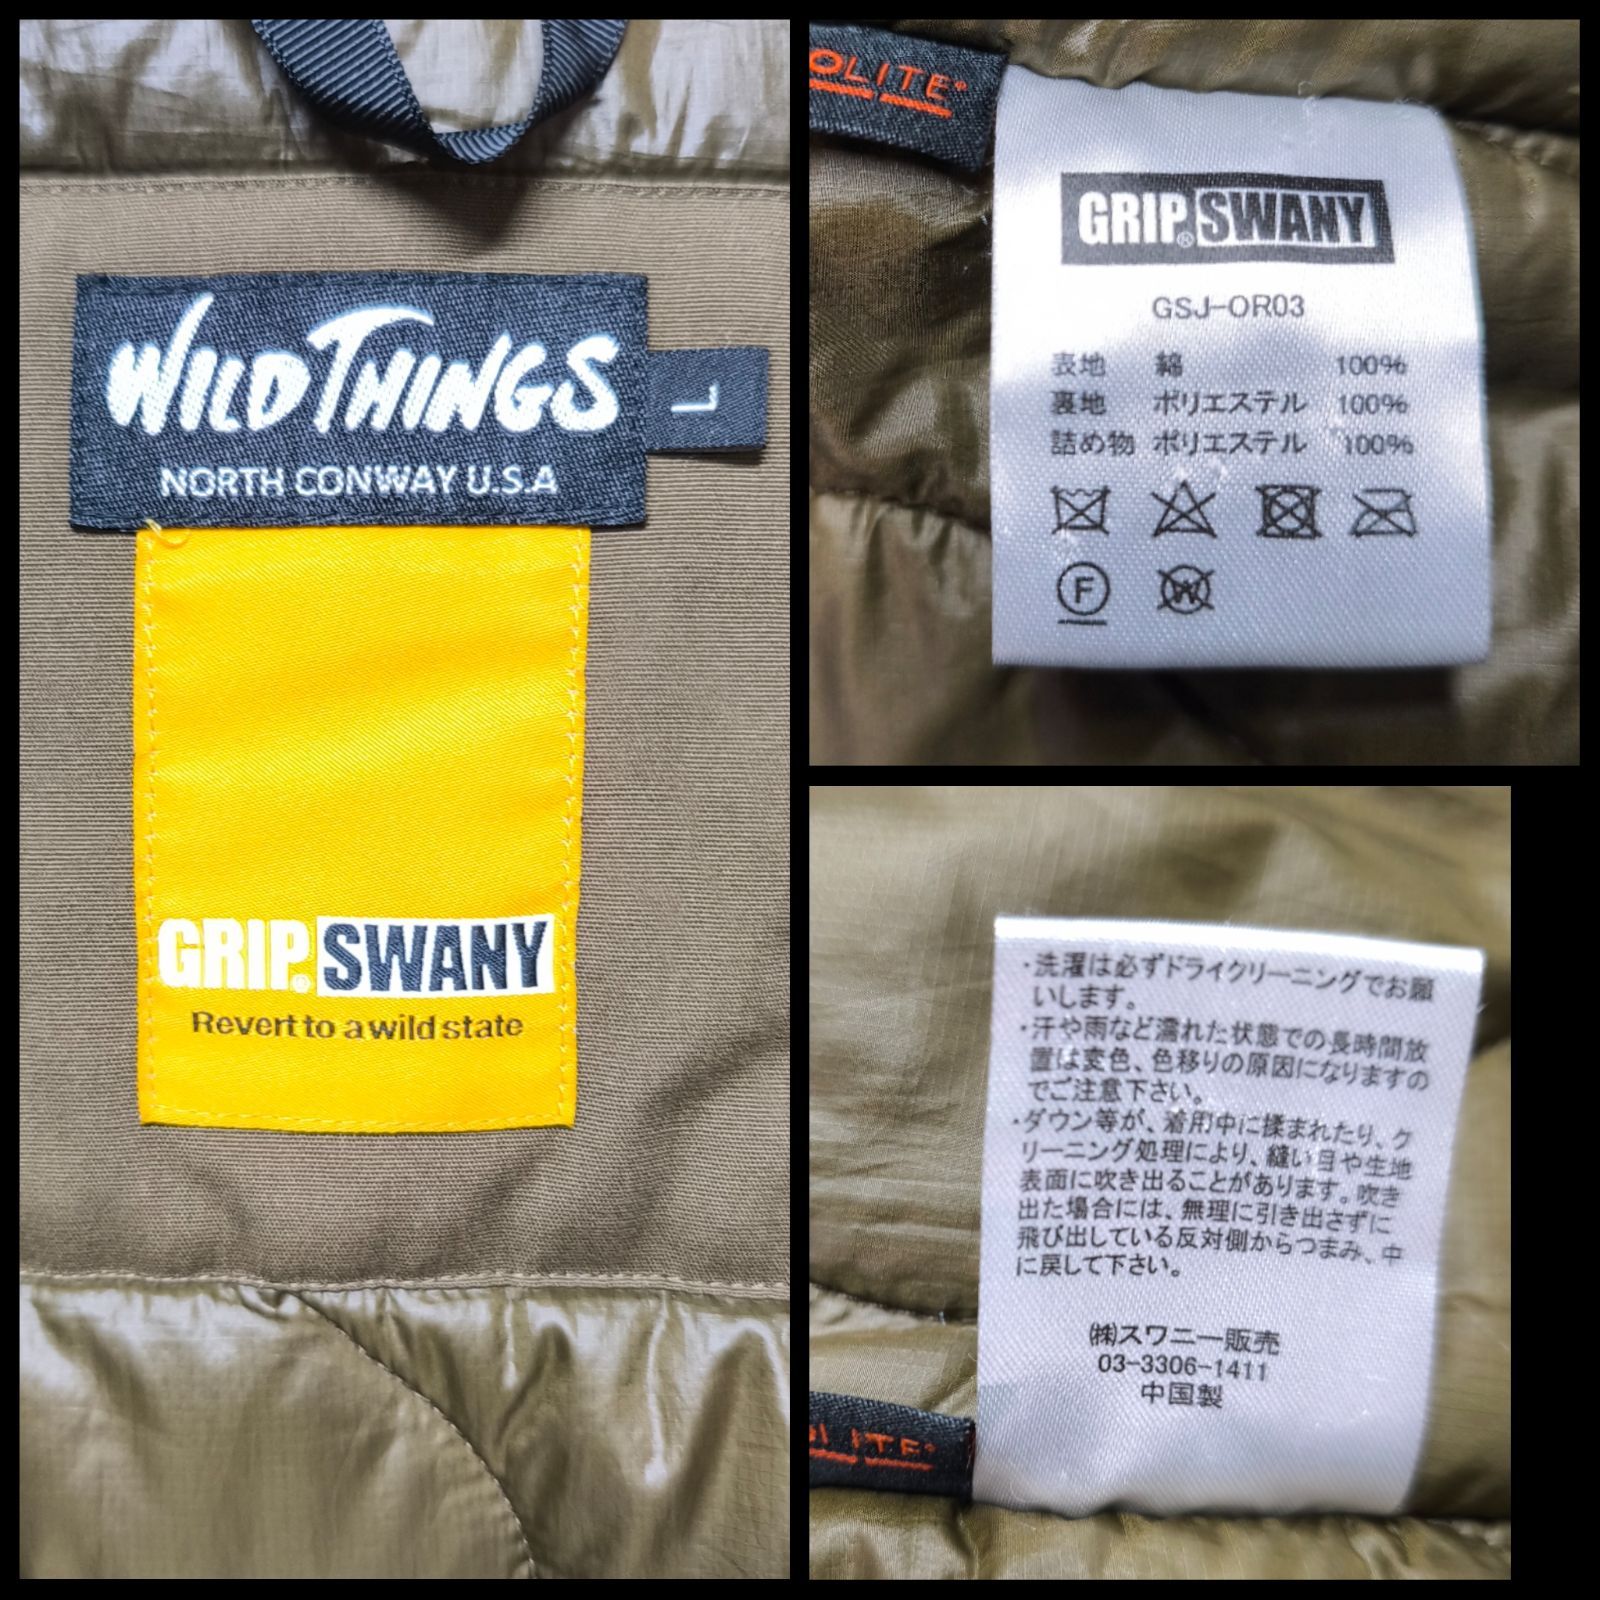 WILD THINGS
NORTH CONWAY U.S.A
L
GRIP® SWANY
Revert to a wild state
OLITE®
GRIP® SWANY
GSJ-OR03
表地 綿 100%
裏地 ポリエステル 100%
詰め物 ポリエステル 100%
F
W
・洗濯は必ずドライクリーニングでお願
いします。
・汗や雨など濡れた状態での長時間放
置は変色、色移りの原因になりますの
でご注意下さい。
・ダウン等が、着用中に揉まれたり、ク
リーニング処理により、縫い目や生地
表面に吹き出ることがあります。吹き
出た場合には、無理に引き出さずに
飛び出している反対側からつまみ、中
に戻して下さい。
㈱スワニー販売
03-3306-1411
中国製
LITE®